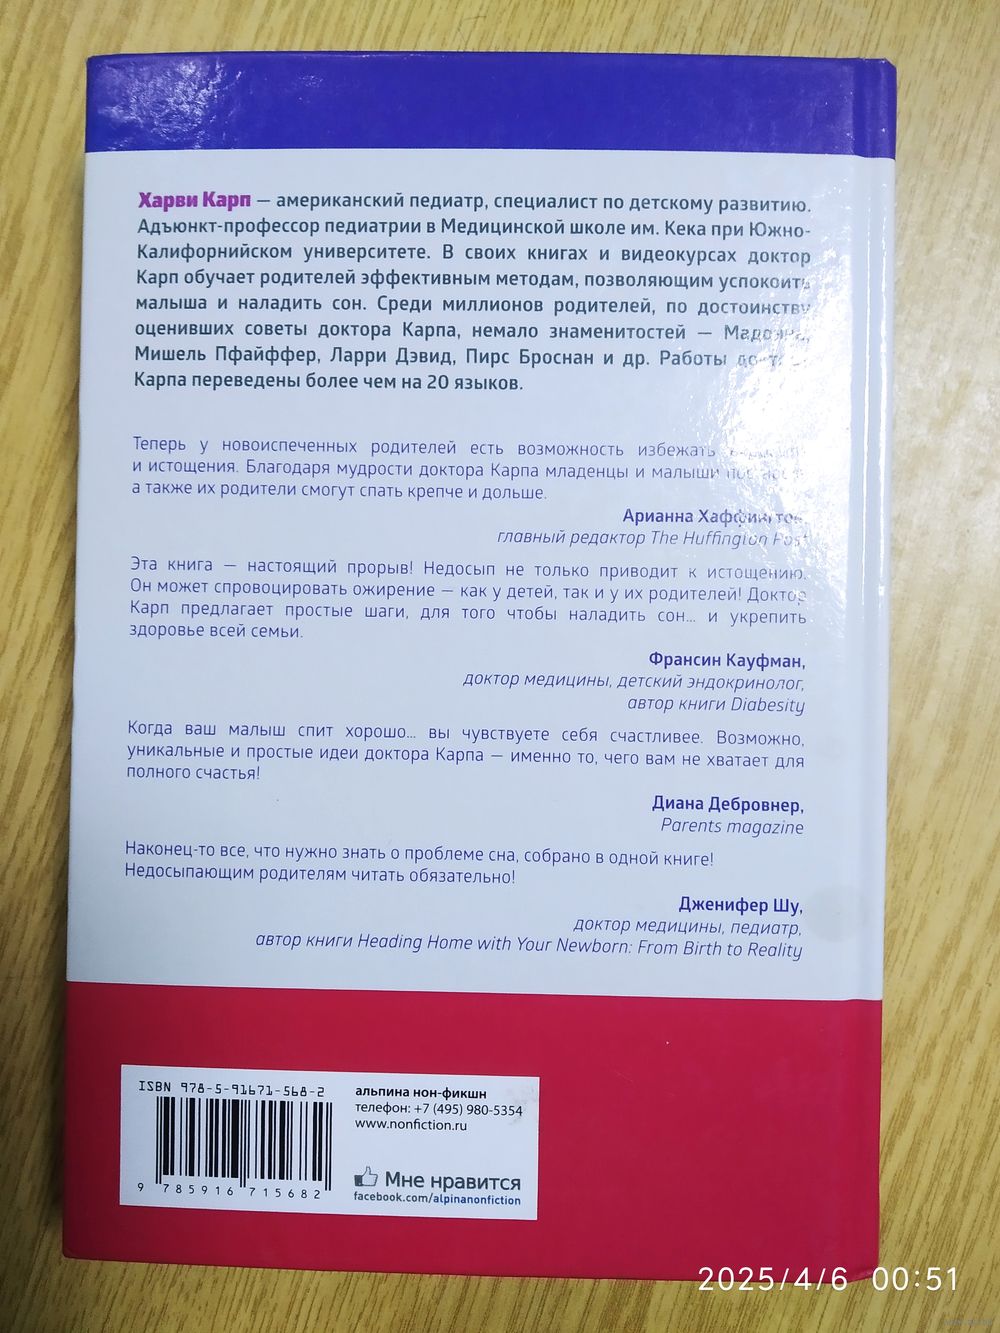 Харви Карп — американский педиатр, специалист по детскому развитию.
Адъюнкт-профессор педиатрии в Медицинской школе им. Кека при Южно-
Калифорнийском университете. В своих книгах и видеокурсах доктор
Карп обучает родителей эффективным методам, позволяющим успокоить
малыша и наладить сон. Среди миллионов родителей, по достоинству
оценивших советы доктора Карпа, немало знаменитостей — Мадонна,
Мишель Пфайффер, Ларри Дэвид, Пирс Броснан и др. Работы
Карпа переведены более чем на 20 языков.
Теперь у новоиспеченных родителей есть возможность избежать
и истощения. Благодаря мудрости доктора Карпа младенцы и малыши
а также их родители смогут спать крепче и дольше.
Арианна Хаффингтон,
главный редактор The Huffington Post
Эта книга — настоящий прорыв! Недосып не только приводит к истощению.
Он может спровоцировать ожирение — как у детей, так и у их родителей! Доктор
Карп предлагает простые шаги, для того чтобы наладить сон... и укрепить
здоровье всей семьи.
Франсин Кауфман,
доктор медицины, детский эндокринолог,
автор книги Diabesity
Когда ваш малыш спит хорошо... вы чувствуете себя счастливее. Возможно,
уникальные и простые идеи доктора Карпа — именно то, чего вам не хватает для
полного счастья!
Диана Дебровнер,
Parents magazine
Наконец-то все, что нужно знать о проблеме сна, собрано в одной книге!
Недосыпающим родителям читать обязательно!
Дженифер Шу,
доктор медицины, педиатр,
автор книги Heading Home with Your Newborn: From Birth to Reality
ISBN 978-5-91671-568-2
9 785916 715682
альпина нон-фикшн
телефон: +7 (495) 980-5354
www.nonfiction.ru
Мне нравится
facebook.com/alpinanonfiction
2025/4/6 00:51